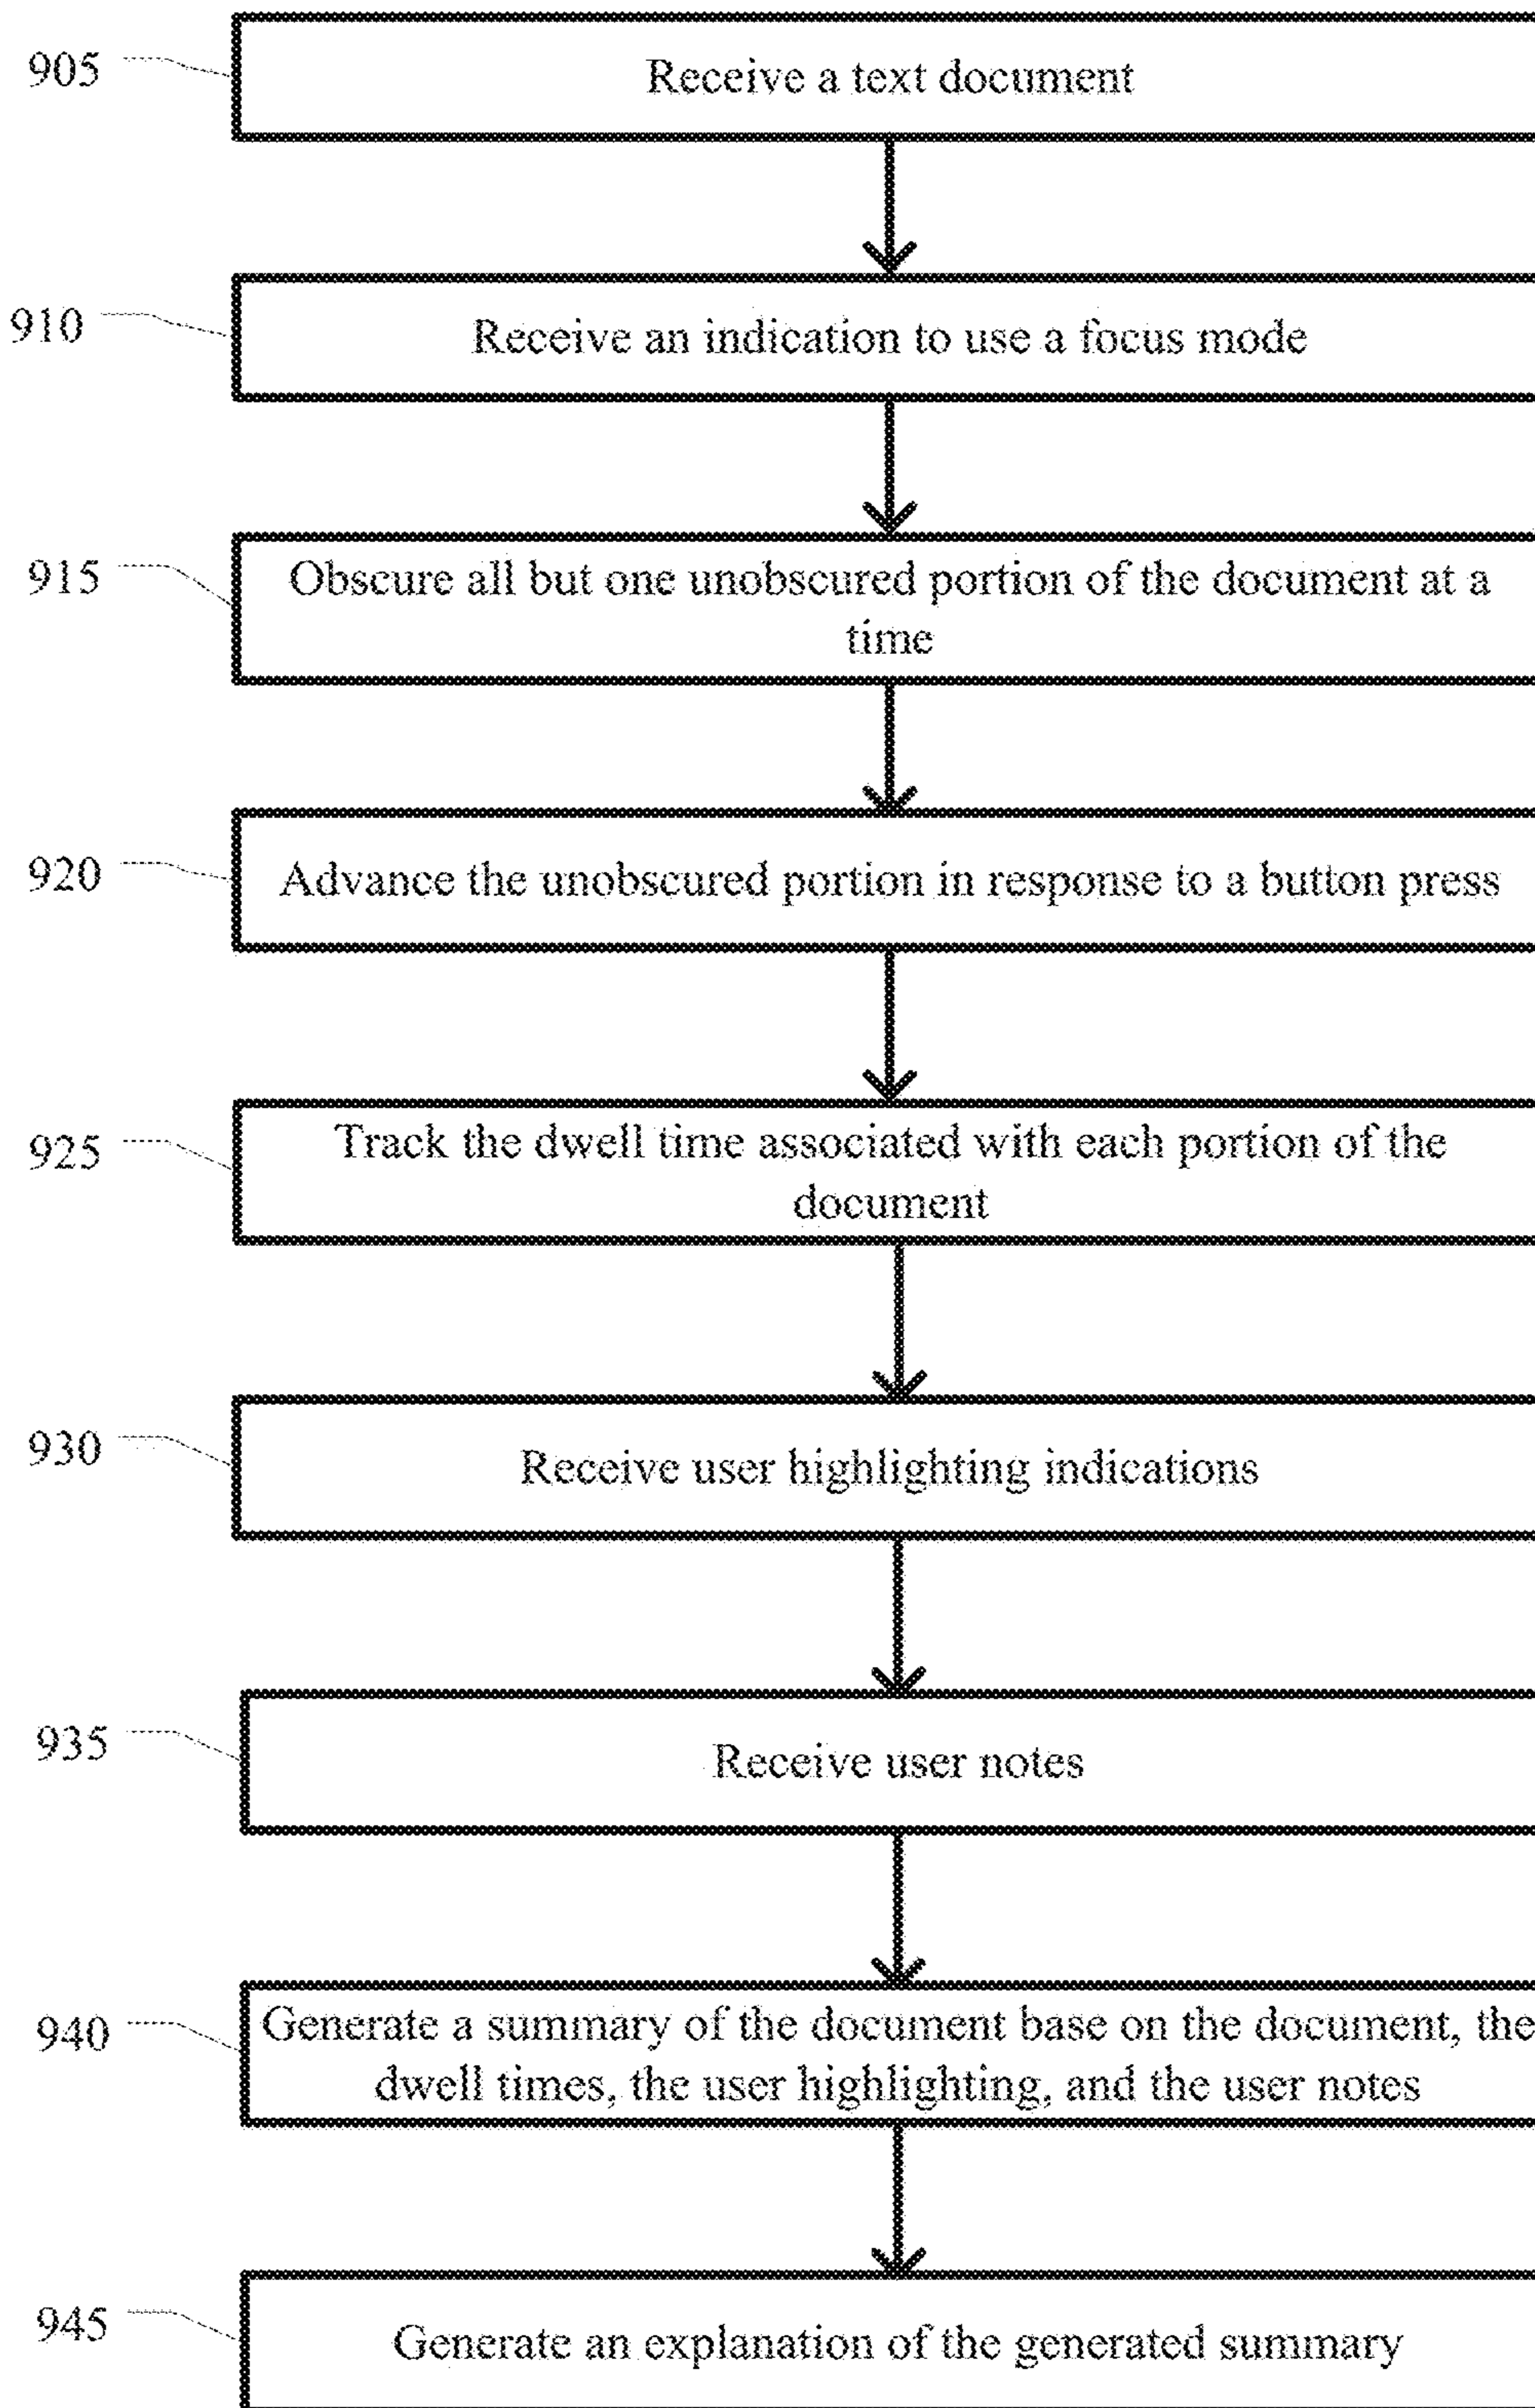 905
Receive a text document
910
Receive an indication to use a focus mode
915
Obscure all but one unobscured portion of the document at a
time
920
Advance the unobscured portion in response to a button press
925
Track the dwell time associated with each portion of the
document
930
Receive user highlighting indications
935
Receive user notes
940
Generate a summary of the document base on the document, the
dwell times, the user highlighting, and the user notes
945
Generate an explanation of the generated summary